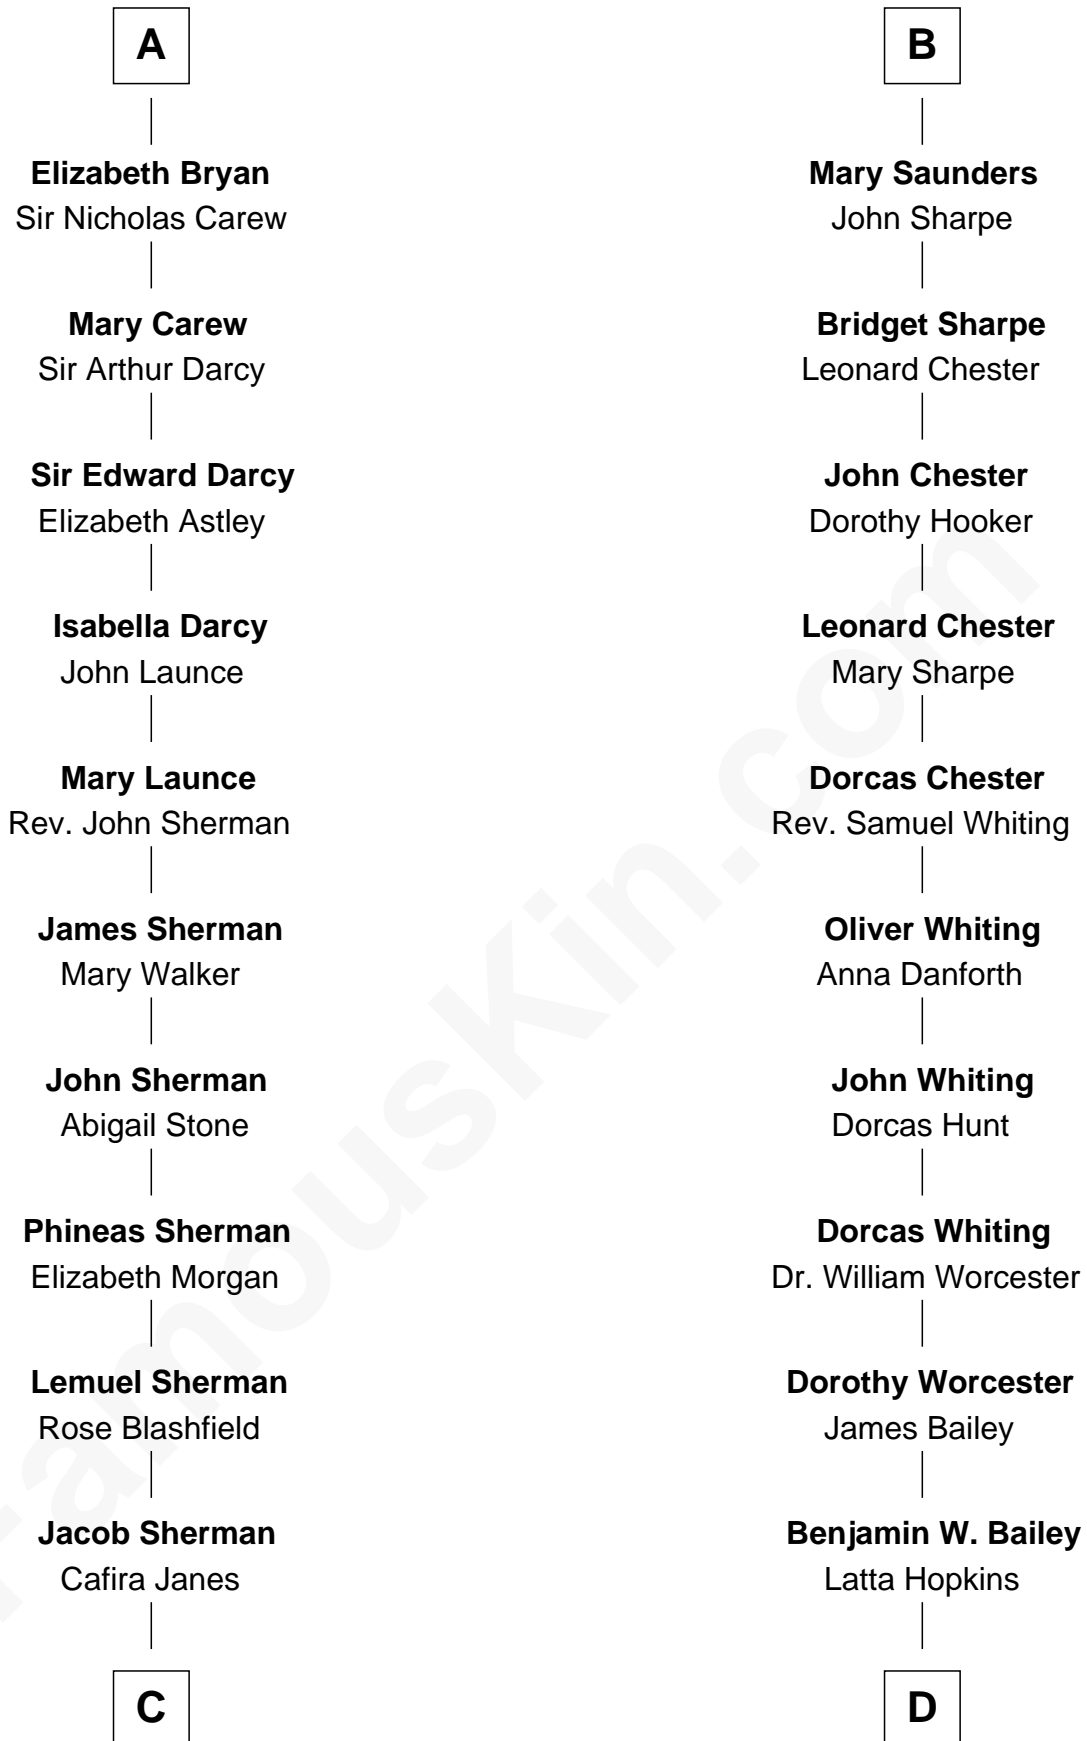 A
Elizabeth Bryan
Sir Nicholas Carew
Mary Carew
Sir Arthur Darcy
Sir Edward Darcy
Elizabeth Astley
Isabella Darcy
John Launce
Mary Launce
Rev. John Sherman
James Sherman
Mary Walker
John Sherman
Abigail Stone
Phineas Sherman
Elizabeth Morgan
Lemuel Sherman
Rose Blashfield
Jacob Sherman
Cafira Janes
C
B
Mary Saunders
John Sharpe
Bridget Sharpe
Leonard Chester
John Chester
Dorothy Hooker
Leonard Chester
Mary Sharpe
Dorcas Chester
Rev. Samuel Whiting
Oliver Whiting
Anna Danforth
John Whiting
Dorcas Hunt
Dorcas Whiting
Dr. William Worcester
Dorothy Worcester
James Bailey
Benjamin W. Bailey
Latta Hopkins
D
FamousKin.com